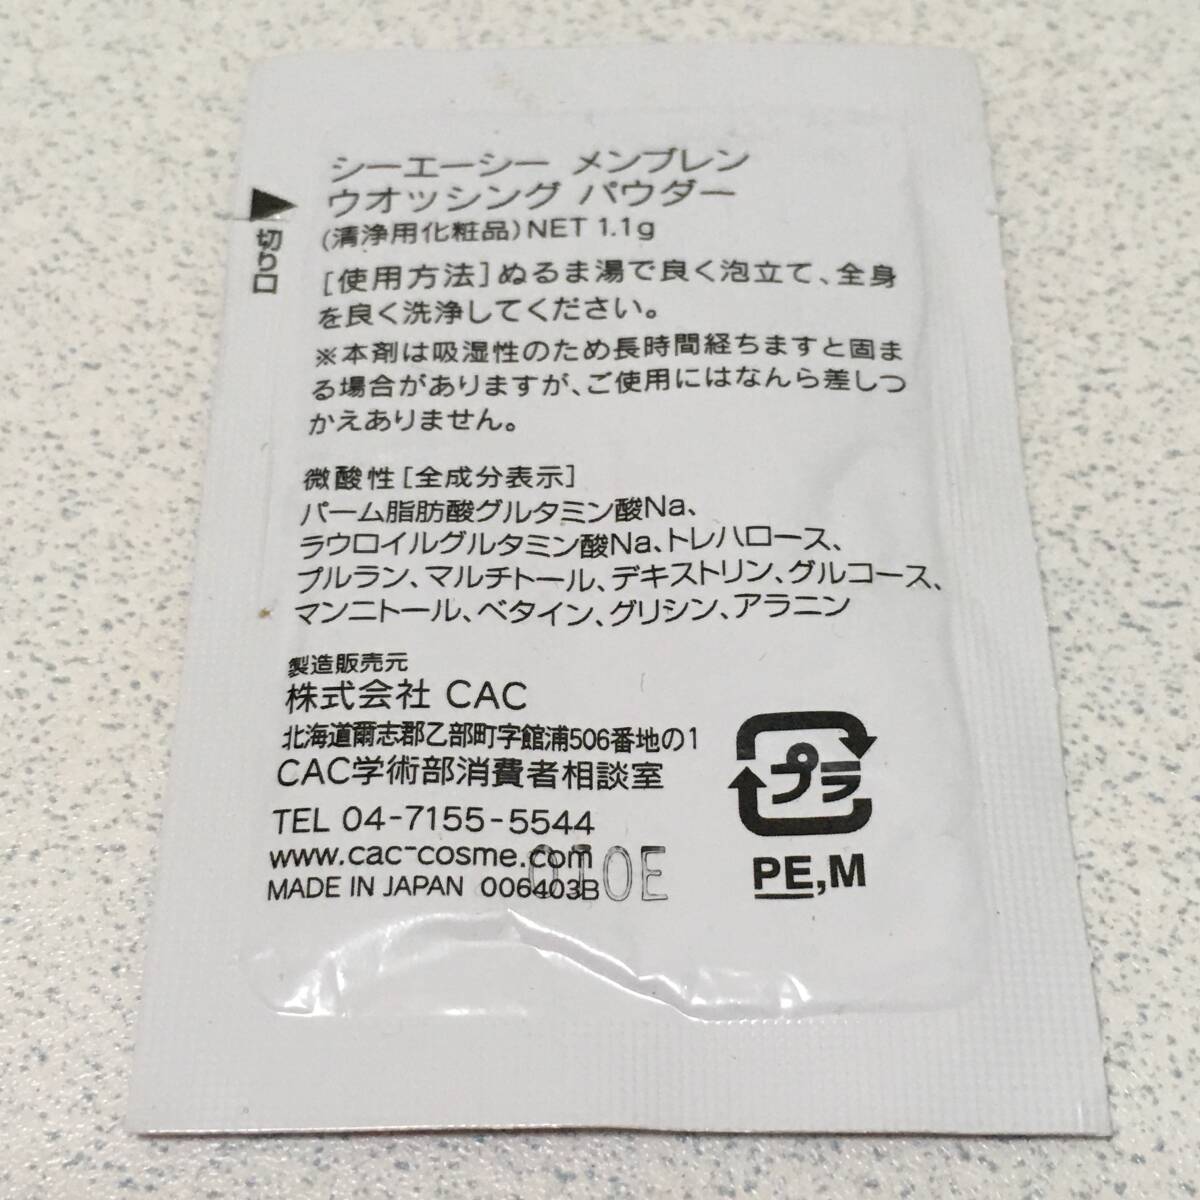 シーエーシー メンブレン
ウオッシング パウダー
(清浄用化粧品)NET 1.1g
切り口
[使用方法]ぬるま湯で良く泡立て、全身
を良く洗浄してください。
※本剤は吸湿性のため長時間経ちますと固ま
る場合がありますが、ご使用にはなんら差しつ
かえありません。
微酸性[全成分表示]
パーム脂肪酸グルタミン酸Na、
ラウロイルグルタミン酸Na、トレハロース、
プルラン、マルチトール、デキストリン、グルコース、
マンニトール、ベタイン、グリシン、アラニン
製造販売元
株式会社 CAC
北海道爾志郡乙部町字館浦506番地の1
CAC学術部消費者相談室
TEL 04-7155-5544
www.cac-cosme.com
MADE IN JAPAN 006403B
プラ
PE,M